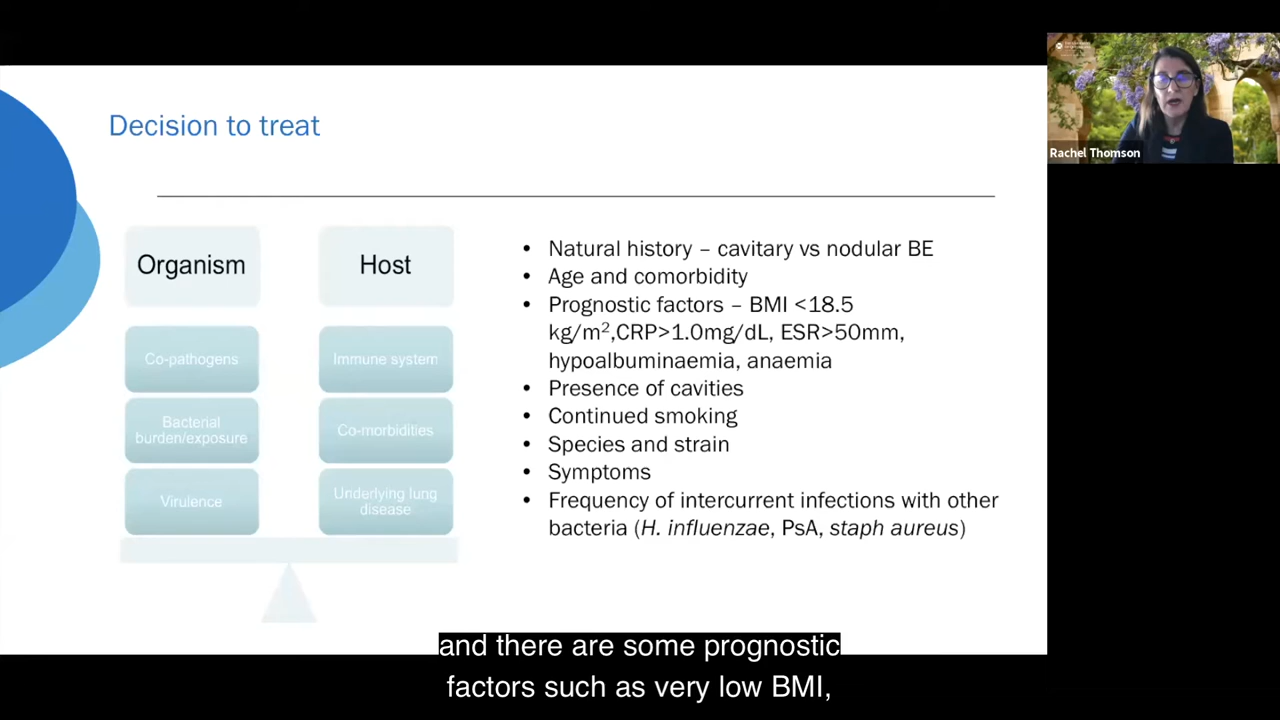 Decision to treat
Organism
Host
Co-pathogens
Immune system
Bacterial
burden/exposure
Co-morbidities
Virulence
Underlying lung
disease
• Natural history – cavitary vs nodular BE
• Age and comorbidity
• Prognostic factors – BMI <18.5
kg/m²,CRP>1.0mg/dL, ESR>50mm,
hypoalbuminaemia, anaemia
• Presence of cavities
• Continued smoking
• Species and strain
• Symptoms
• Frequency of intercurrent infections with other
bacteria (H. influenzae, PsA, staph aureus)
Rachel Thomson
and there are some prognostic
factors such as very low BMI,